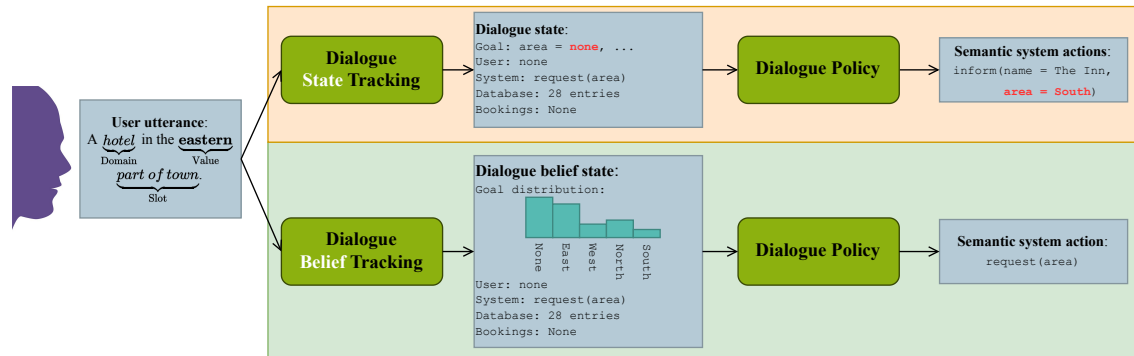 User utterance:
A hotel in the eastern
Domain Value
part of town.
Slot
Dialogue
State Tracking
Dialogue state:
Goal: area = none, ...
User: none
System: request(area)
Database: 28 entries
Bookings: None
Dialogue Policy
Semantic system actions:
inform(name = The Inn,
area = South)
Dialogue
Belief Tracking
Dialogue belief state:
Goal distribution:
None
East
West
North
South
User: none
System: request(area)
Database: 28 entries
Bookings: None
Dialogue Policy
Semantic system action:
request(area)